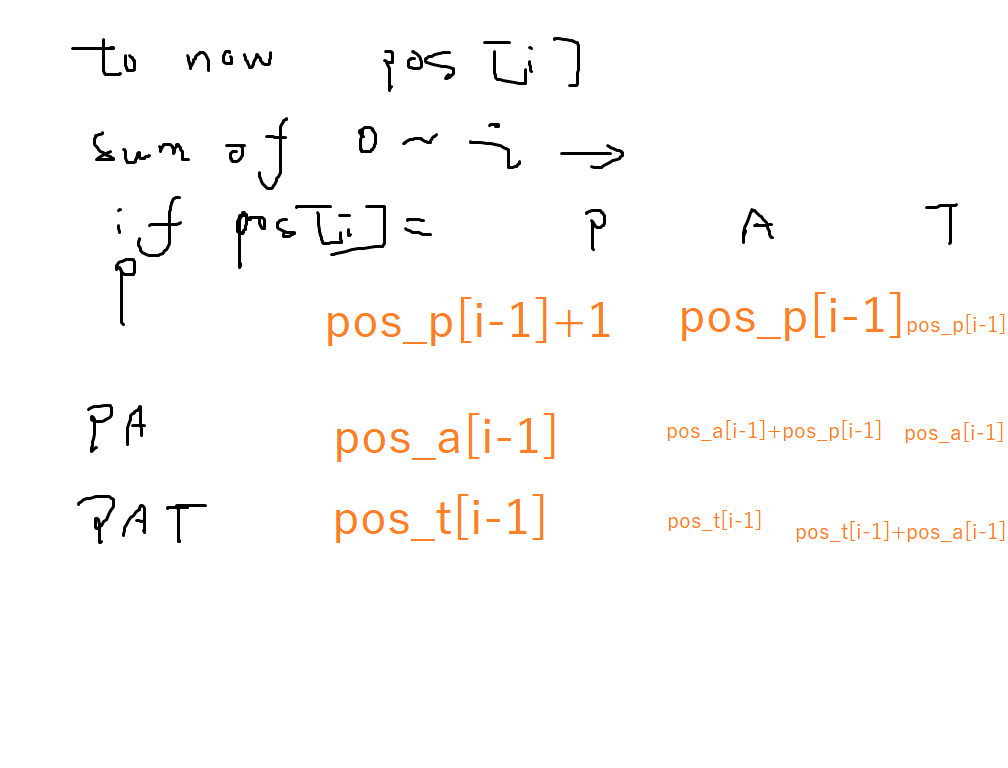 to now pos [i]
sum of 0 ~ i →
if pos[i] = P A T
P pos_p[i-1]+1 pos_p[i-1] pos_p[i-1]
PA pos_a[i-1] pos_a[i-1]+pos_p[i-1] pos_a[i-1]
PAT pos_t[i-1] pos_t[i-1] pos_t[i-1]+pos_a[i-1]